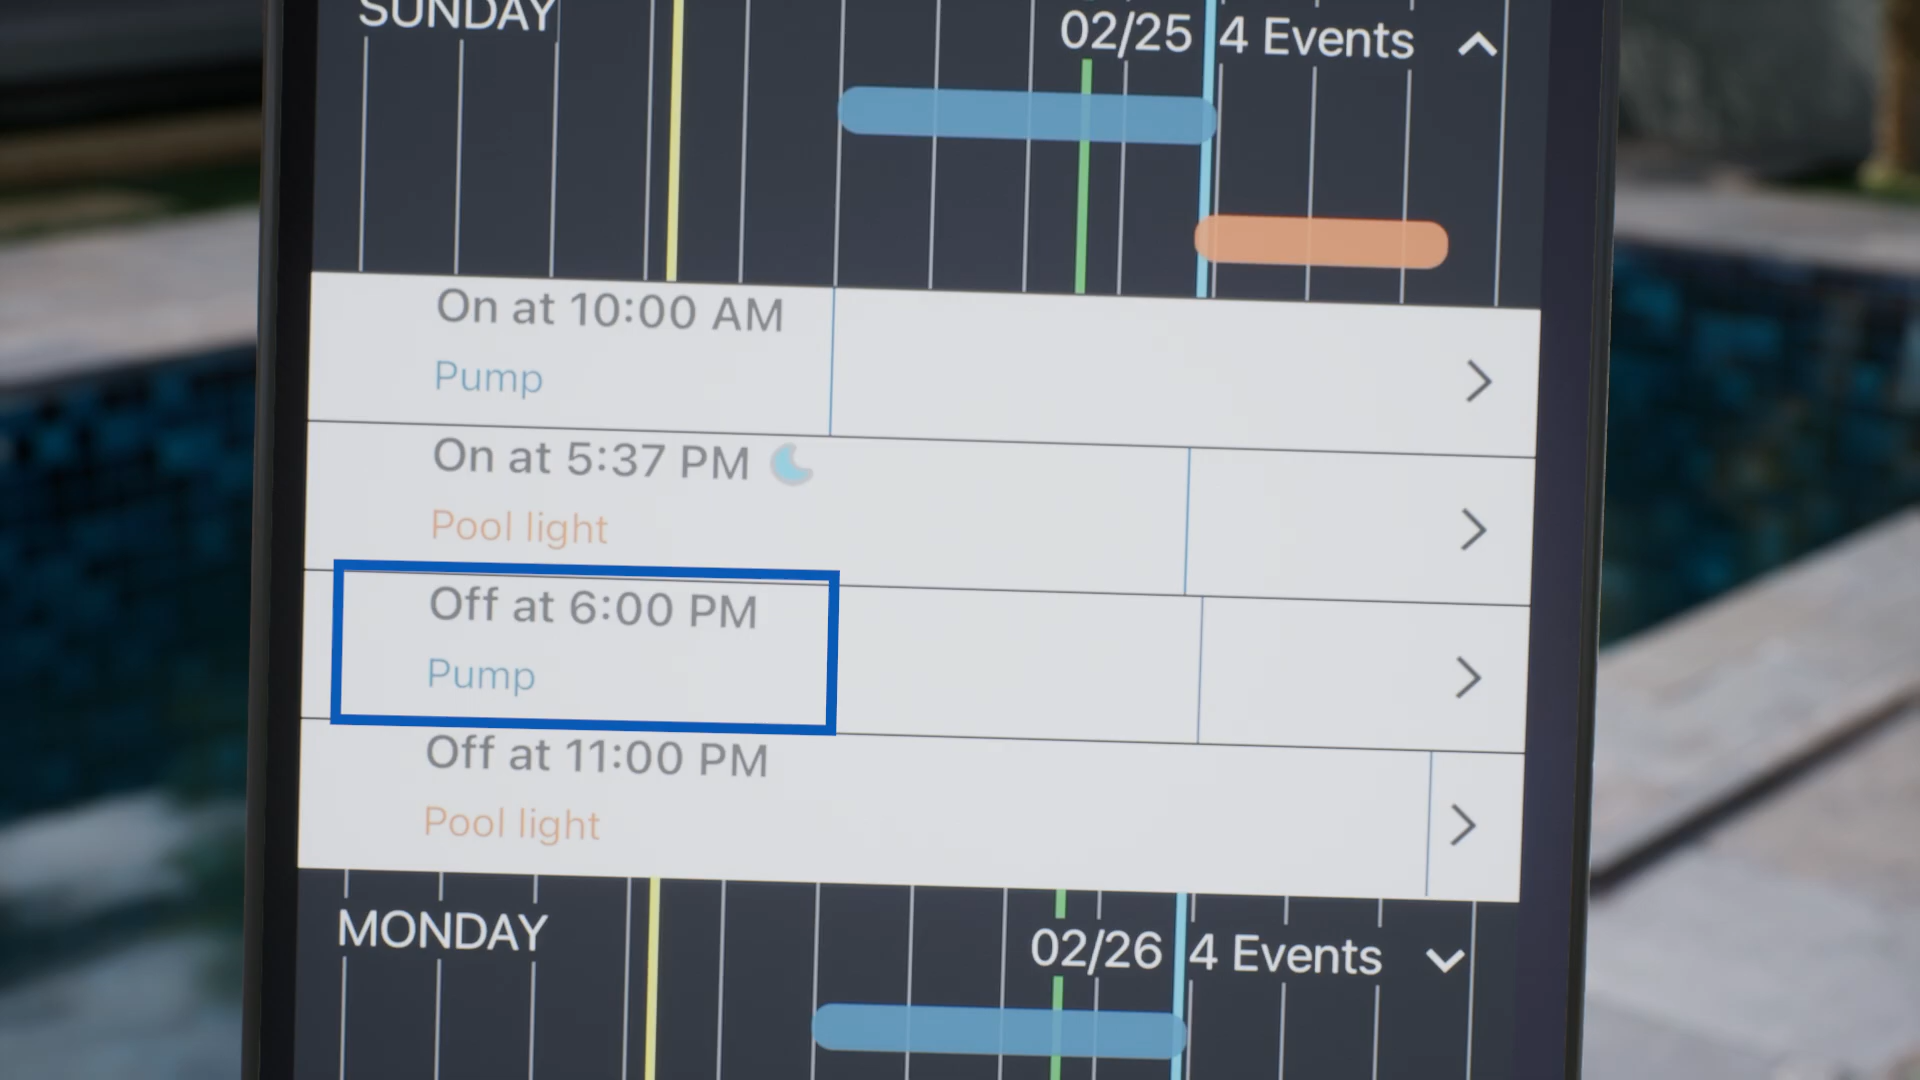 SUNDAY 02/25 4 Events
On at 10:00 AM
Pump
On at 5:37 PM
Pool light
Off at 6:00 PM
Pump
Off at 11:00 PM
Pool light
MONDAY 02/26 4 Events